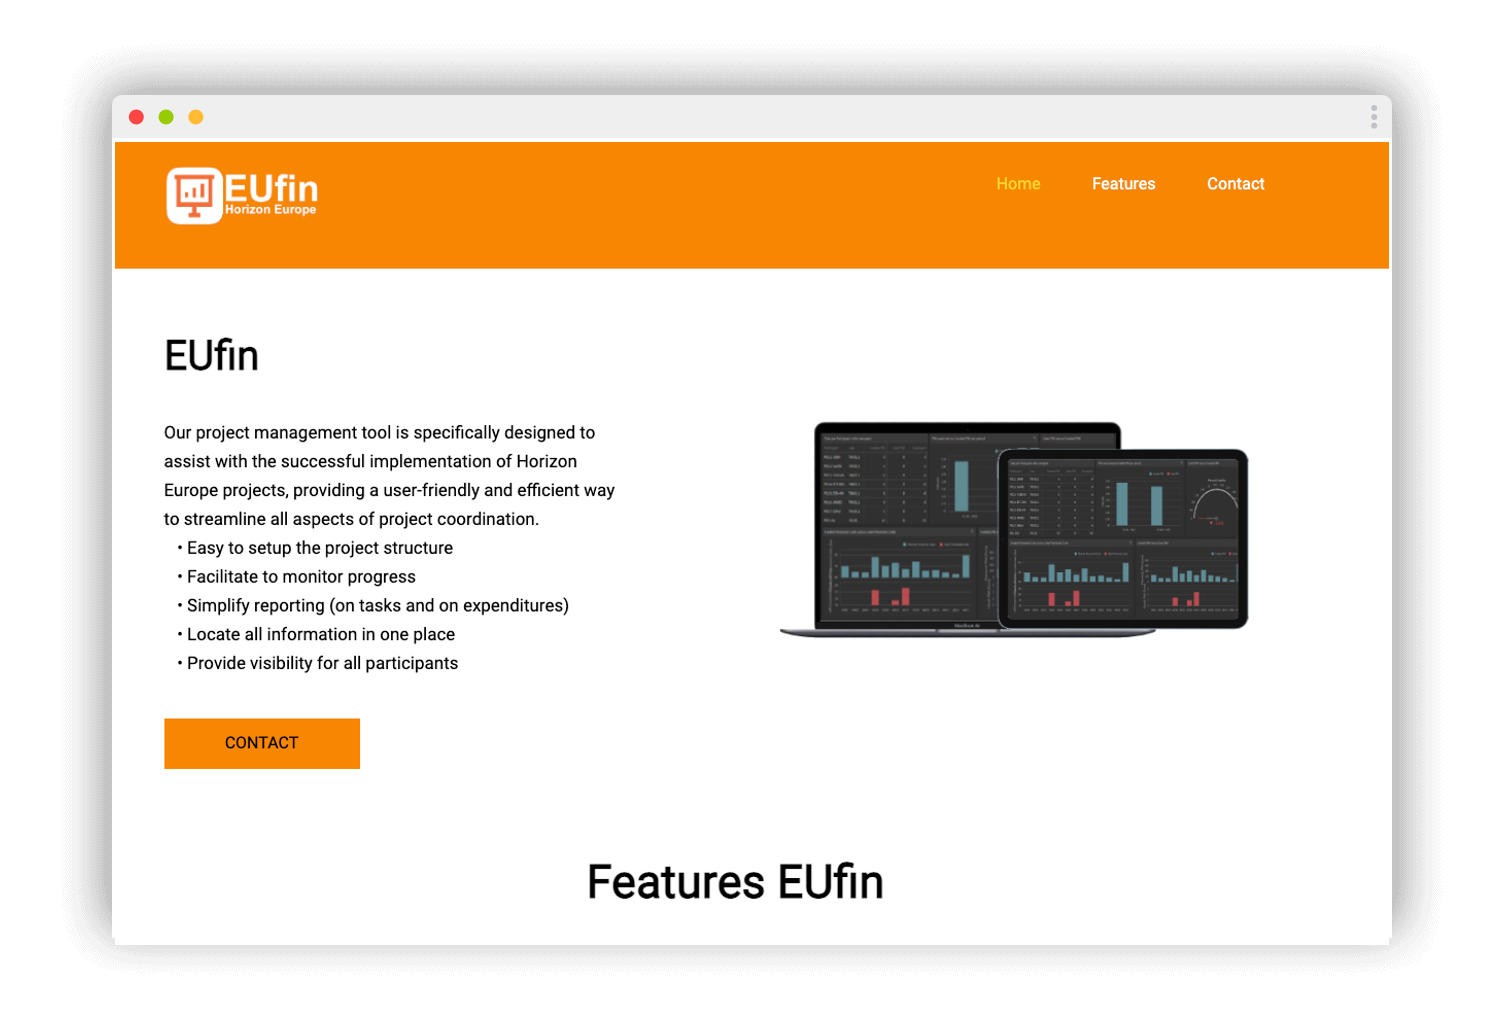 EUfin
Horizon Europe
Home
Features
Contact
EUfin
Our project management tool is specifically designed to
assist with the successful implementation of Horizon
Europe projects, providing a user-friendly and efficient way
to streamline all aspects of project coordination.
• Easy to setup the project structure
• Facilitate to monitor progress
• Simplify reporting (on tasks and on expenditures)
• Locate all information in one place
• Provide visibility for all participants
CONTACT
MacBook Air
Features EUfin